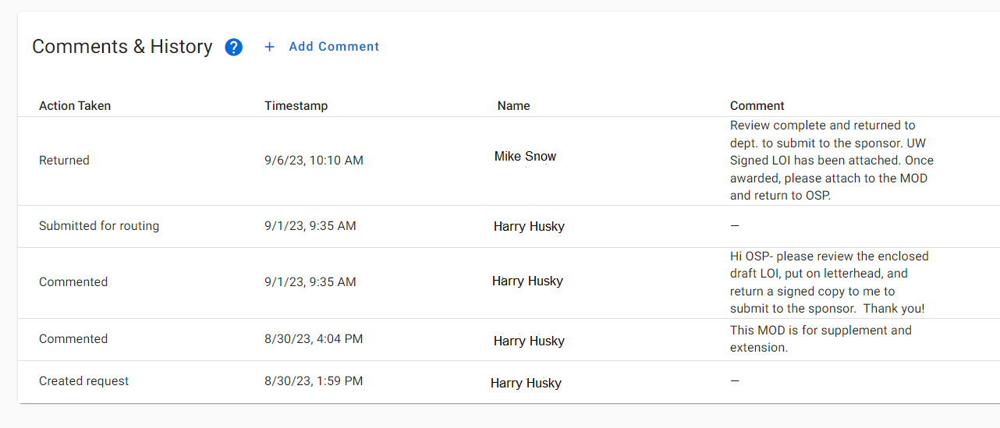 Comments & History ? + Add Comment
Action Taken Timestamp Name Comment
Returned 9/6/23, 10:10 AM Mike Snow Review complete and returned to
dept. to submit to the sponsor. UW
Signed LOI has been attached. Once
awarded, please attach to the MOD
and return to OSP.
Submitted for routing 9/1/23, 9:35 AM Harry Husky —
Commented 9/1/23, 9:35 AM Harry Husky Hi OSP- please review the enclosed
draft LOI, put on letterhead, and
return a signed copy to me to
submit to the sponsor.  Thank you!
Commented 8/30/23, 4:04 PM Harry Husky This MOD is for supplement and
extension.
Created request 8/30/23, 1:59 PM Harry Husky —